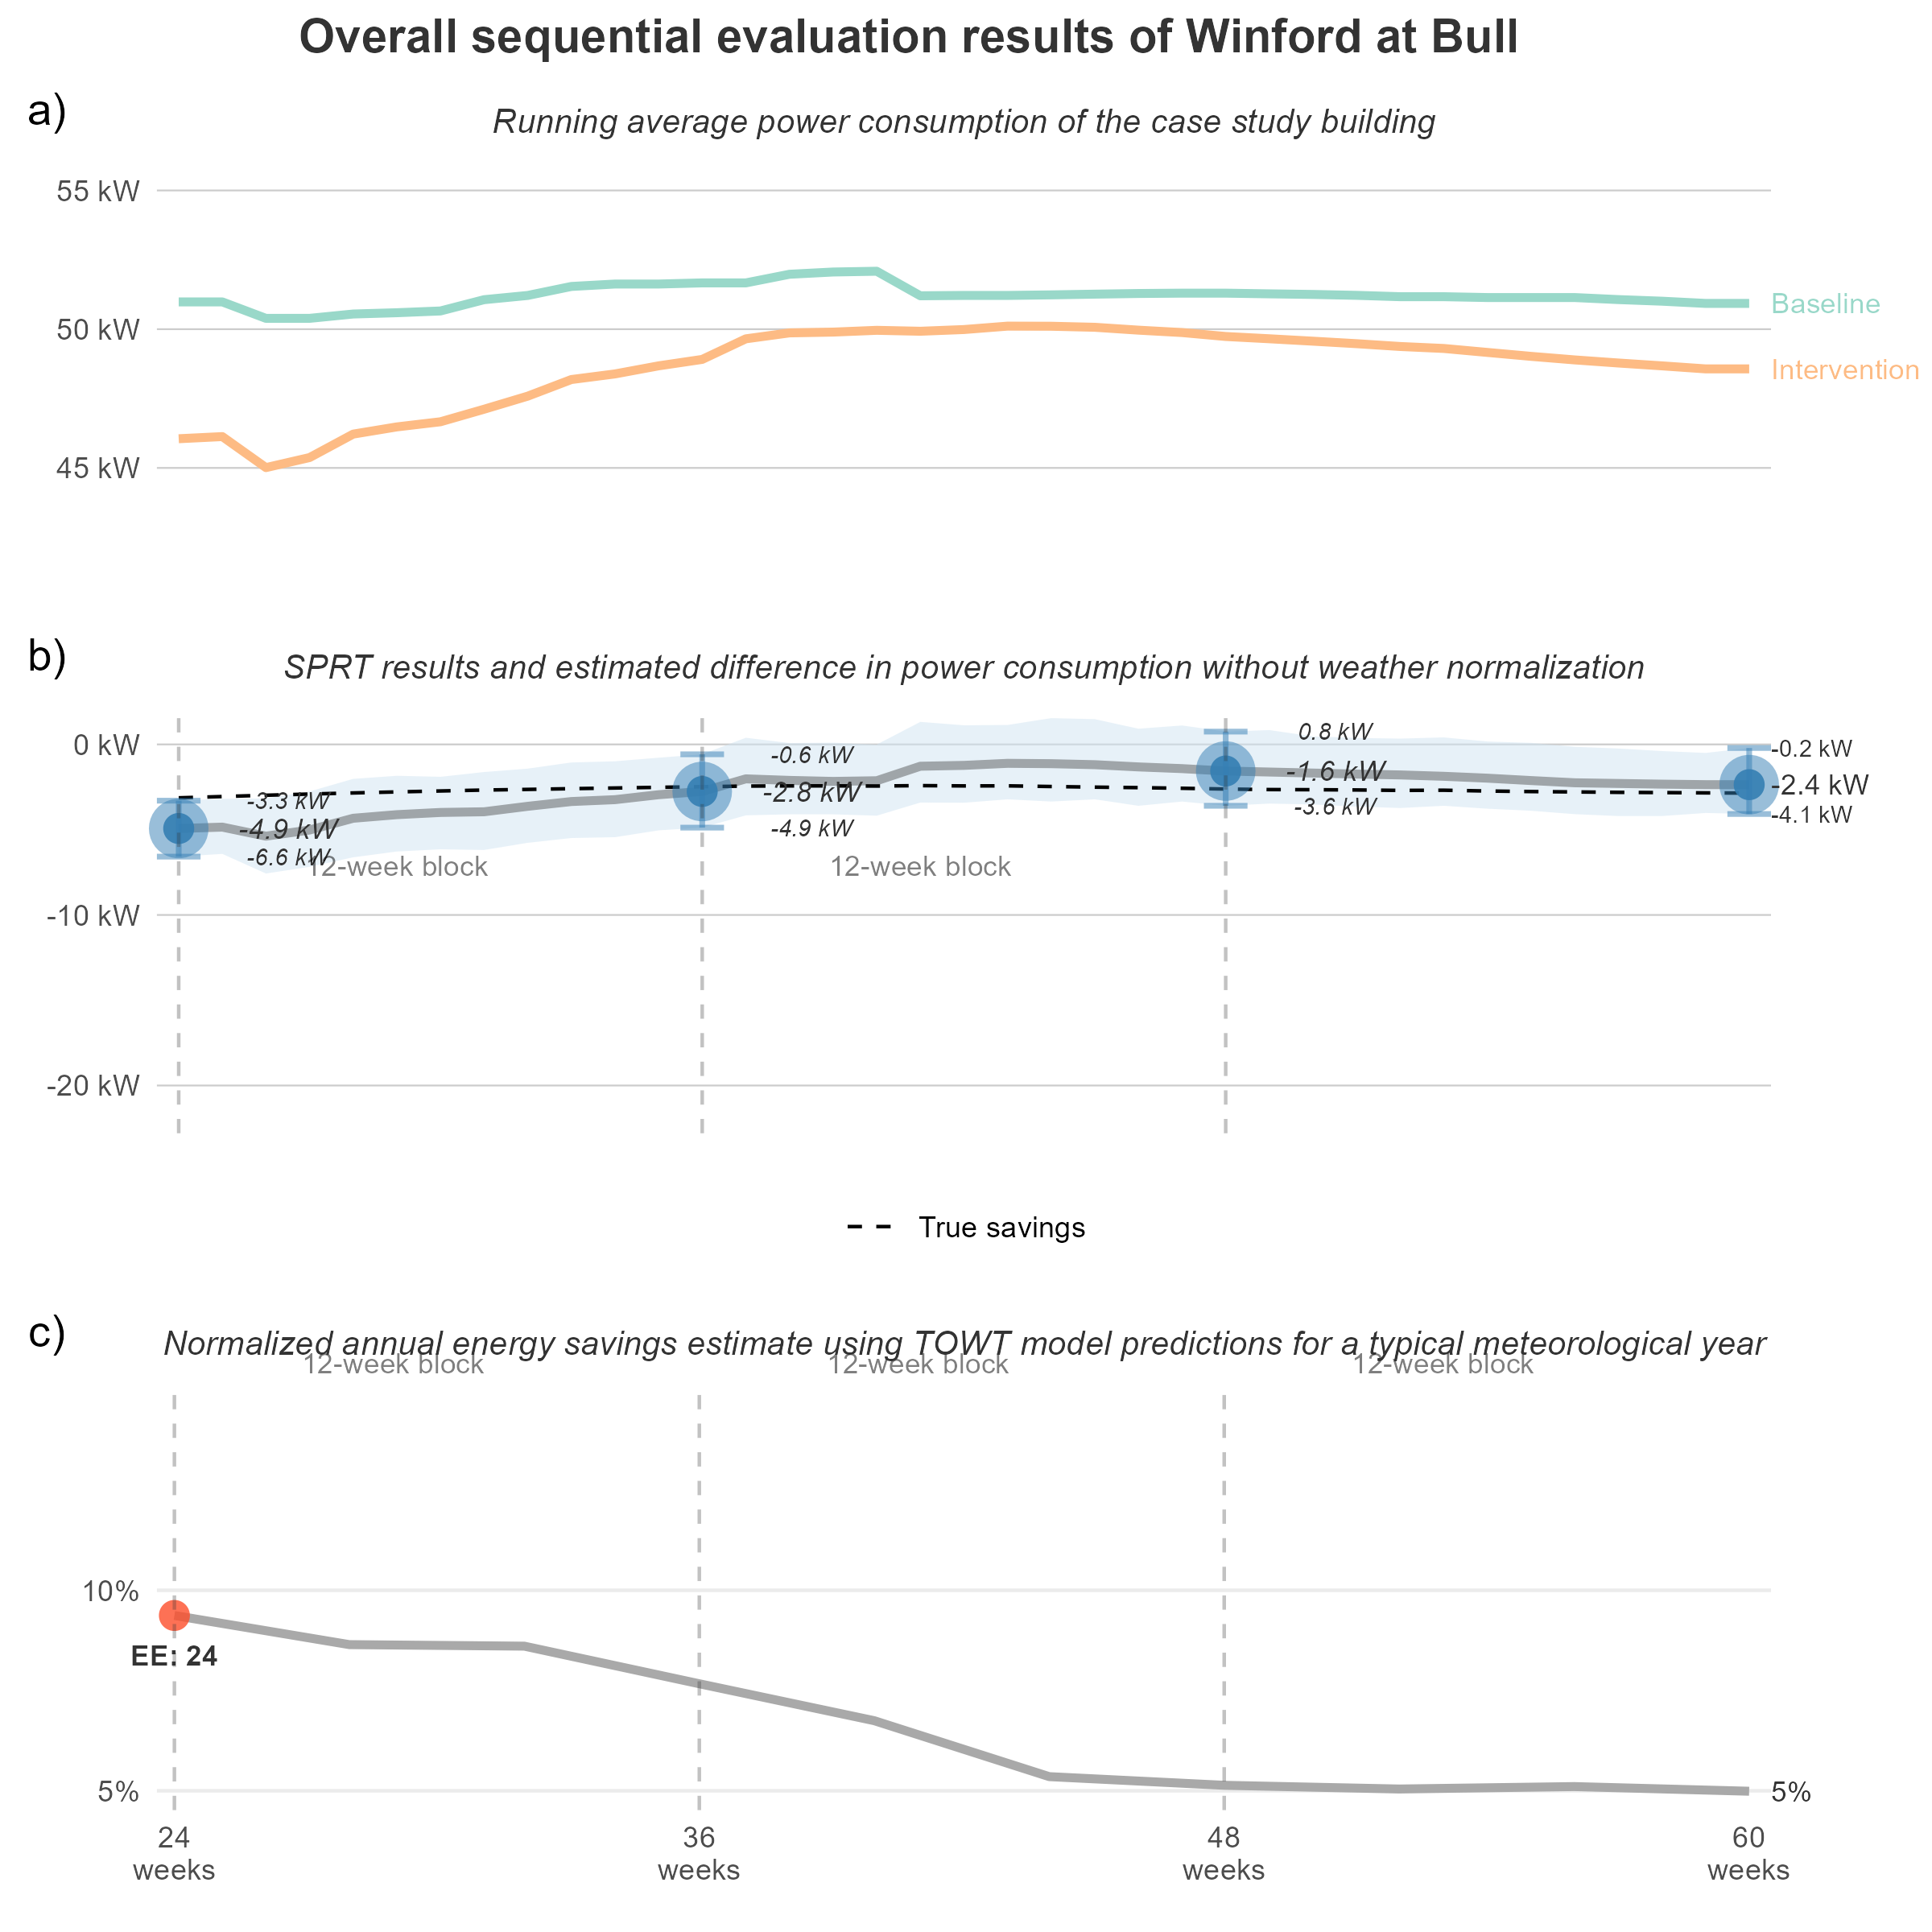 Overall sequential evaluation results of Winford at Bull
a)
Running average power consumption of the case study building
55 kW
50 kW
45 kW
Baseline
Intervention
b)
SPRT results and estimated difference in power consumption without weather normalization
0 kW
-10 kW
-20 kW
-3.3 kW
-4.9 kW
-6.6 kW
12-week block
-0.6 kW
-2.8 kW
-4.9 kW
12-week block
0.8 kW
-1.6 kW
-3.6 kW
-0.2 kW
-2.4 kW
-4.1 kW
True savings
c)
Normalized annual energy savings estimate using TOWT model predictions for a typical meteorological year
12-week block
12-week block
12-week block
10%
5%
EE: 24
5%
24
weeks
36
weeks
48
weeks
60
weeks